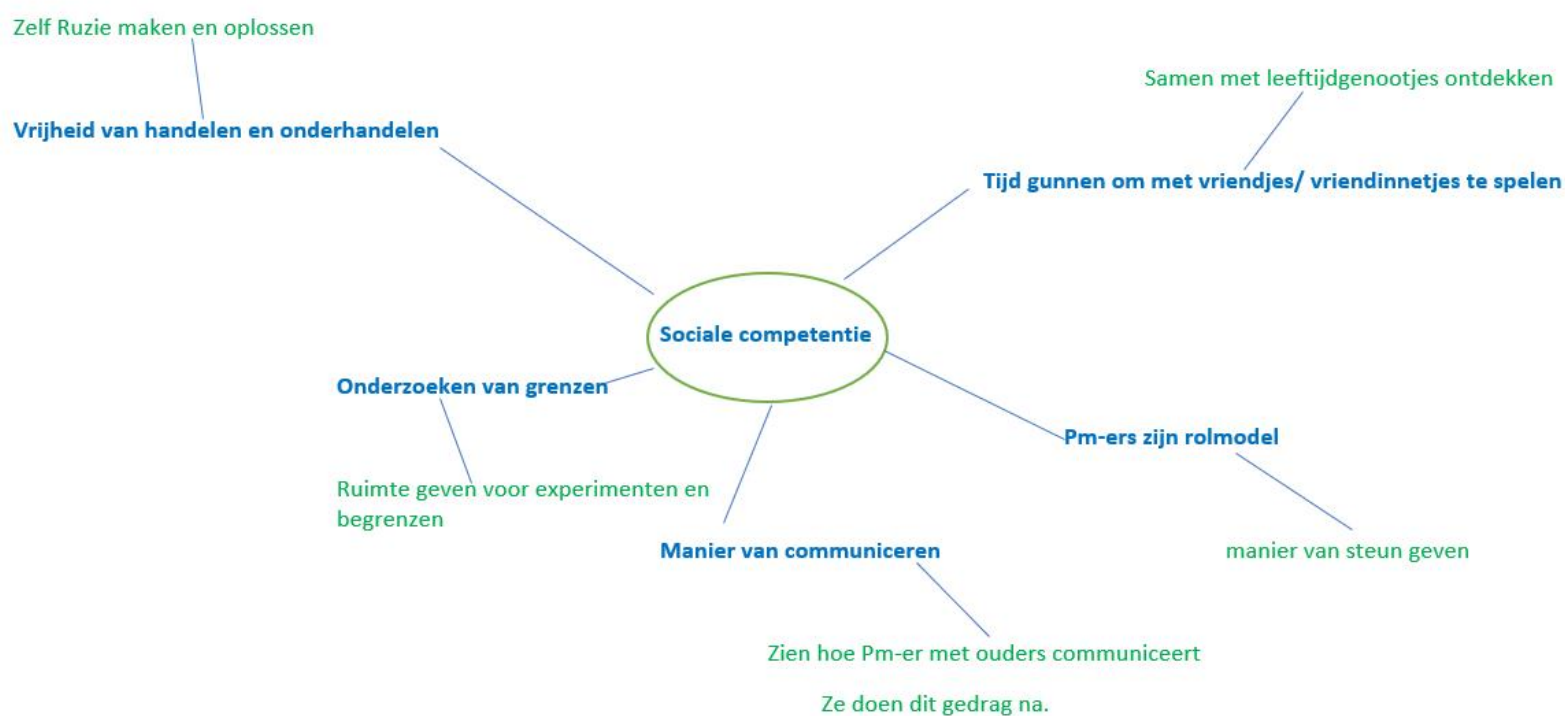 Zelf Ruzie maken en oplossen
Samen met leeftijdgenootjes ontdekken
Vrijheid van handelen en onderhandelen
Tijd gunnen om met vriendjes/ vriendinnetjes te spelen
Sociale competentie
Onderzoeken van grenzen
Pm-ers zijn rolmodel
Ruimte geven voor experimenten en
begrenzen
Manier van communiceren
manier van steun geven
Zien hoe Pm-er met ouders communiceert
Ze doen dit gedrag na.